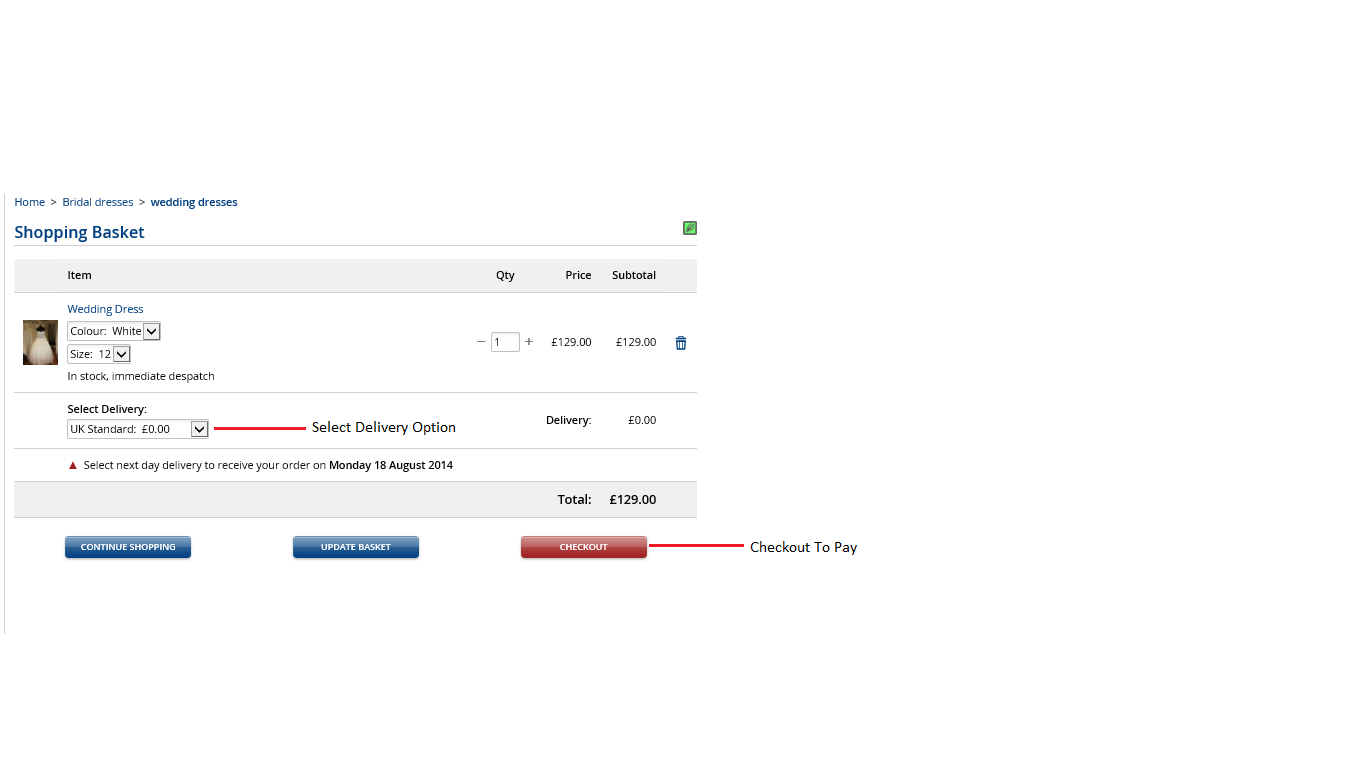 Home > Bridal dresses > wedding dresses
Shopping Basket
Item Qty Price Subtotal
Wedding Dress
Colour: White
Size: 12
− 1 + £129.00 £129.00
In stock, immediate despatch
Select Delivery:
UK Standard: £0.00
Select Delivery Option
Delivery: £0.00
Select next day delivery to receive your order on Monday 18 August 2014
Total: £129.00
CONTINUE SHOPPING UPDATE BASKET CHECKOUT
Checkout To Pay